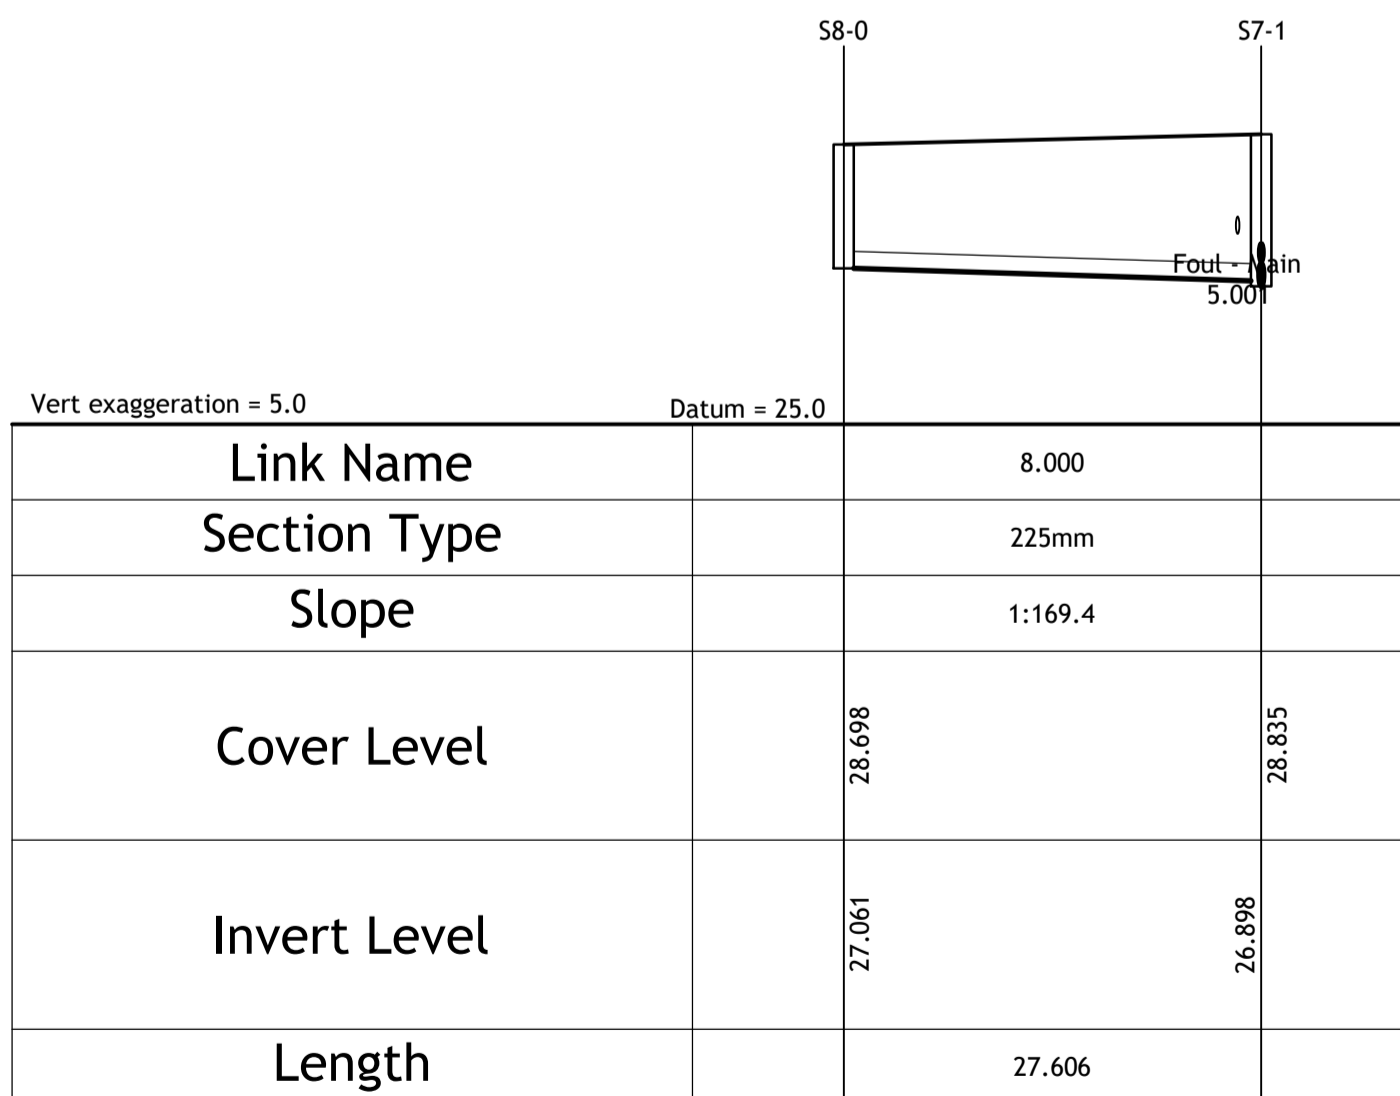 S8-0 S7-1
Foul - Main
5.001
Vert exaggeration = 5.0 Datum = 25.0
Link Name 8.000
Section Type 225mm
Slope 1:169.4
Cover Level 28.698 28.835
Invert Level 27.061 26.898
Length 27.606